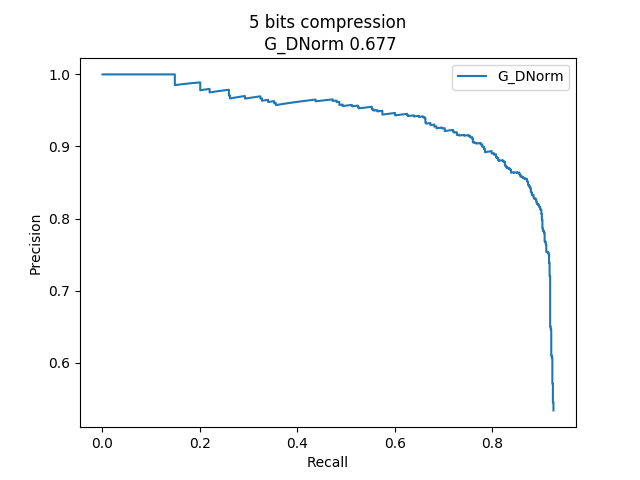 5 bits compression
G_DNorm 0.677
G_DNorm
1.0
0.9
0.8
0.7
0.6
Precision
0.0 0.2 0.4 0.6 0.8
Recall